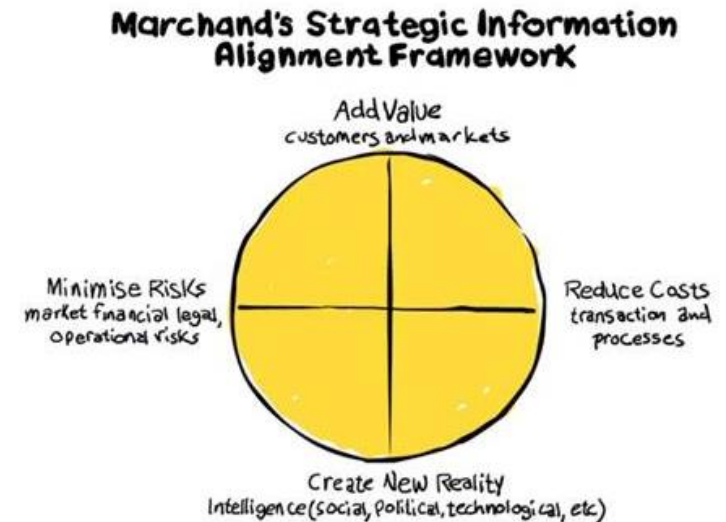 Marchand's Strategic Information
Alignment Framework
Add Value
customers and markets
Minimise Risks
market financial legal,
operational risks
Reduce Costs
transaction and
processes
Create New Reality
Intelligence (social, political, technological, etc)